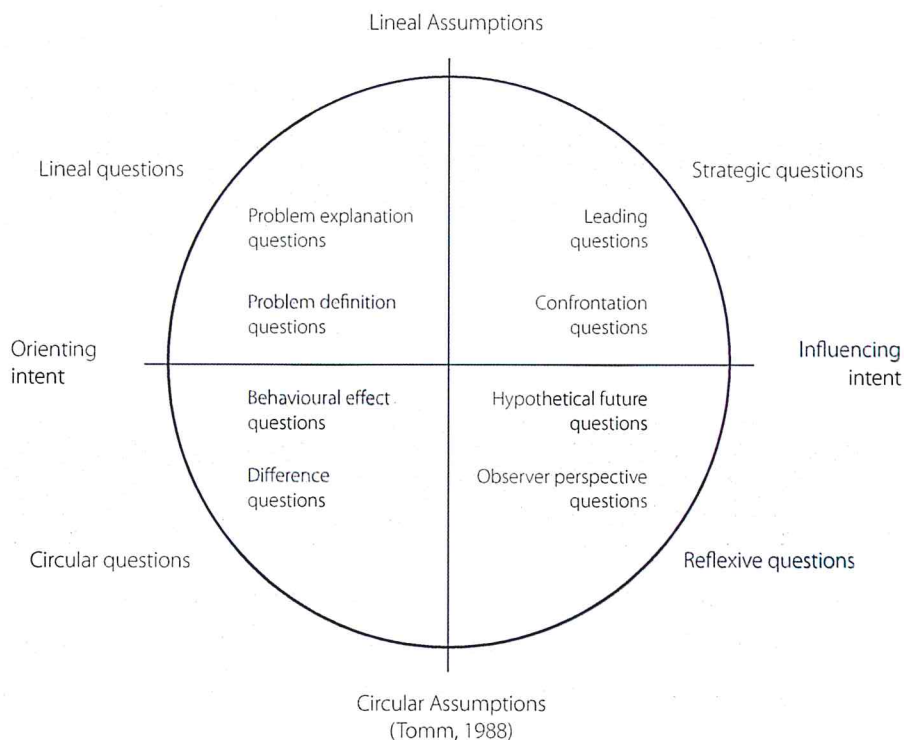 Lineal Assumptions
Lineal questions
Strategic questions
Problem explanation
questions
Leading
questions
Problem definition
questions
Confrontation
questions
Orienting
intent
Influencing
intent
Behavioural effect
questions
Hypothetical future
questions
Difference
questions
Observer perspective
questions
Circular questions
Reflexive questions
Circular Assumptions
(Tomm, 1988)